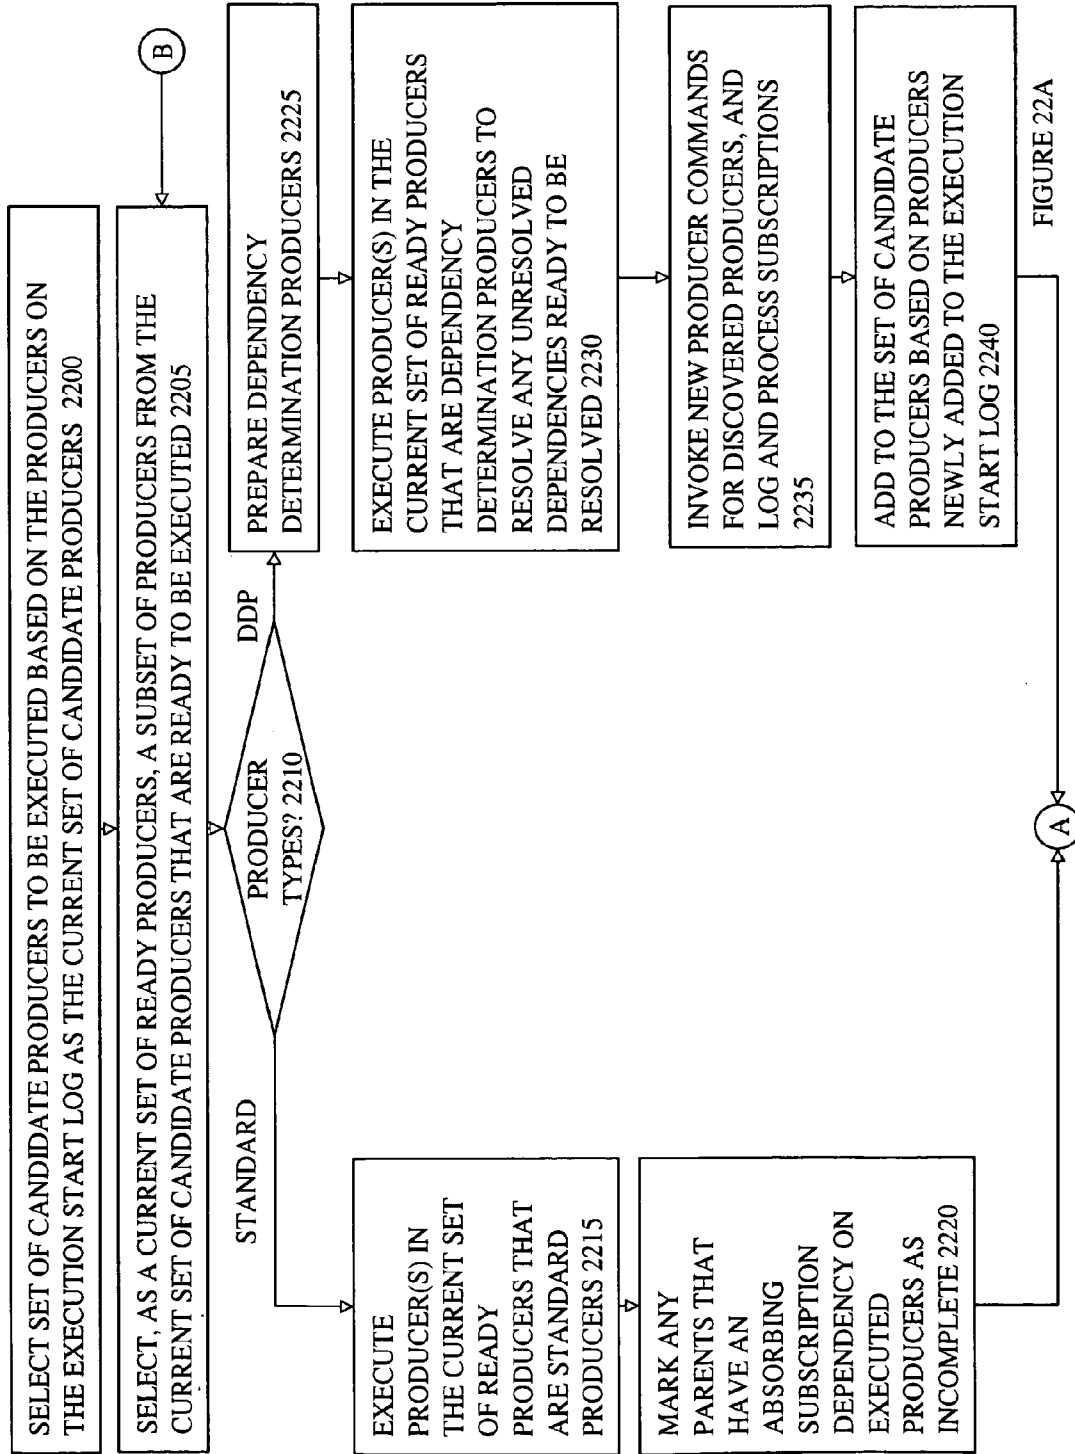 SELECT SET OF CANDIDATE PRODUCERS TO BE EXECUTED BASED ON THE PRODUCERS ON
THE EXECUTION START LOG AS THE CURRENT SET OF CANDIDATE PRODUCERS 2200
SELECT, AS A CURRENT SET OF READY PRODUCERS, A SUBSET OF PRODUCERS FROM THE
CURRENT SET OF CANDIDATE PRODUCERS THAT ARE READY TO BE EXECUTED 2205
B
PRODUCER
TYPES? 2210
STANDARD
DDP
EXECUTE
PRODUCER(S) IN
THE CURRENT SET
OF READY
PRODUCERS THAT
ARE STANDARD
PRODUCERS 2215
MARK ANY
PARENTS THAT
HAVE AN
ABSORBING
SUBSCRIPTION
DEPENDENCY ON
EXECUTED
PRODUCERS AS
INCOMPLETE 2220
PREPARE DEPENDENCY
DETERMINATION PRODUCERS 2225
EXECUTE PRODUCER(S) IN THE
CURRENT SET OF READY PRODUCERS
THAT ARE DEPENDENCY
DETERMINATION PRODUCERS TO
RESOLVE ANY UNRESOLVED
DEPENDENCIES READY TO BE
RESOLVED 2230
INVOKE NEW PRODUCER COMMANDS
FOR DISCOVERED PRODUCERS, AND
LOG AND PROCESS SUBSCRIPTIONS
2235
ADD TO THE SET OF CANDIDATE
PRODUCERS BASED ON PRODUCERS
NEWLY ADDED TO THE EXECUTION
START LOG 2240
A
FIGURE 22A